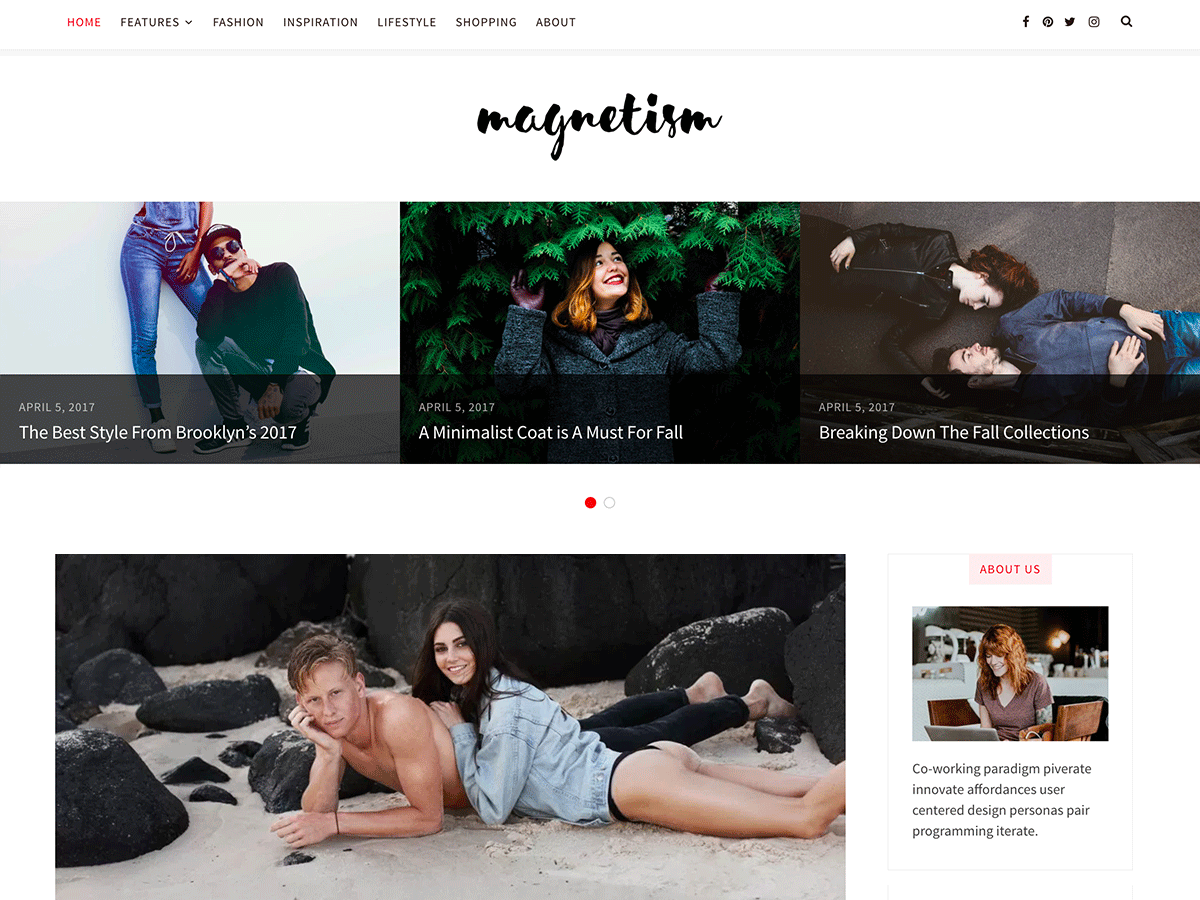 HOME FEATURES FASHION INSPIRATION LIFESTYLE SHOPPING ABOUT
magnetism
APRIL 5, 2017
The Best Style From Brooklyn’s 2017
APRIL 5, 2017
A Minimalist Coat is A Must For Fall
APRIL 5, 2017
Breaking Down The Fall Collections
ABOUT US
Co-working paradigm piverate
innovate affordances user
centered design personas pair
programming iterate.